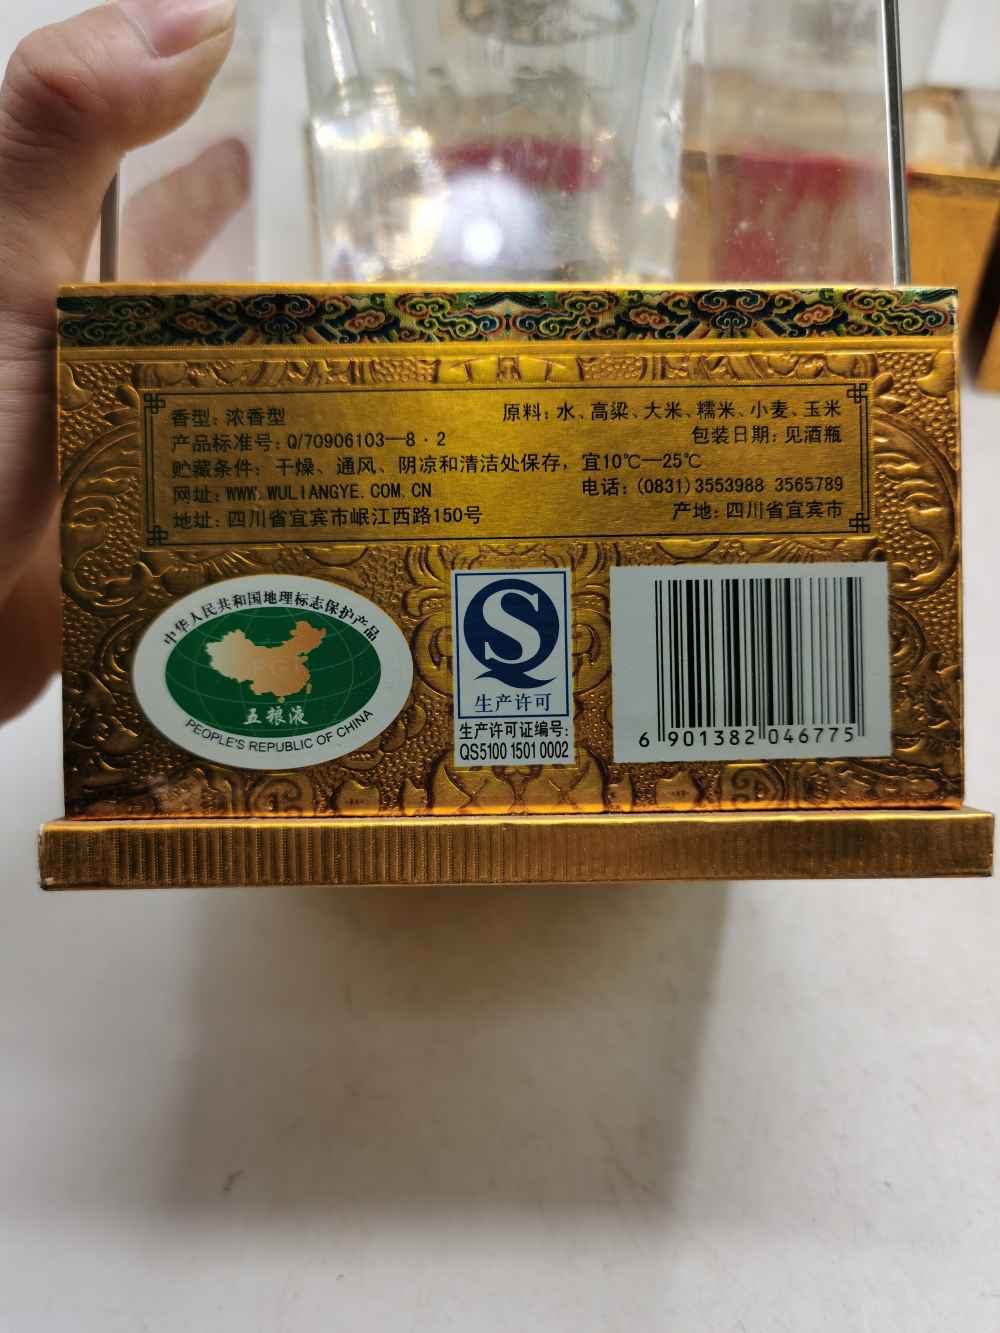 香型：浓香型 原料：水、高粱、大米、糯米、小麦、玉米
产品标准号：Q/70906103—8·2 包装日期：见酒瓶
贮藏条件：干燥、通风、阴凉和清洁处保存，宜10℃—25℃
网址：WWW.WULIANGYE.COM.CN 电话：(0831)3553988 3565789
地址：四川省宜宾市岷江西路150号 产地：四川省宜宾市
中华人民共和国地理标志保护产品
五粮液
PEOPLE'S REPUBLIC OF CHINA
S
生产许可
生产许可证编号：
QS5100 1501 0002
6 901382 046775